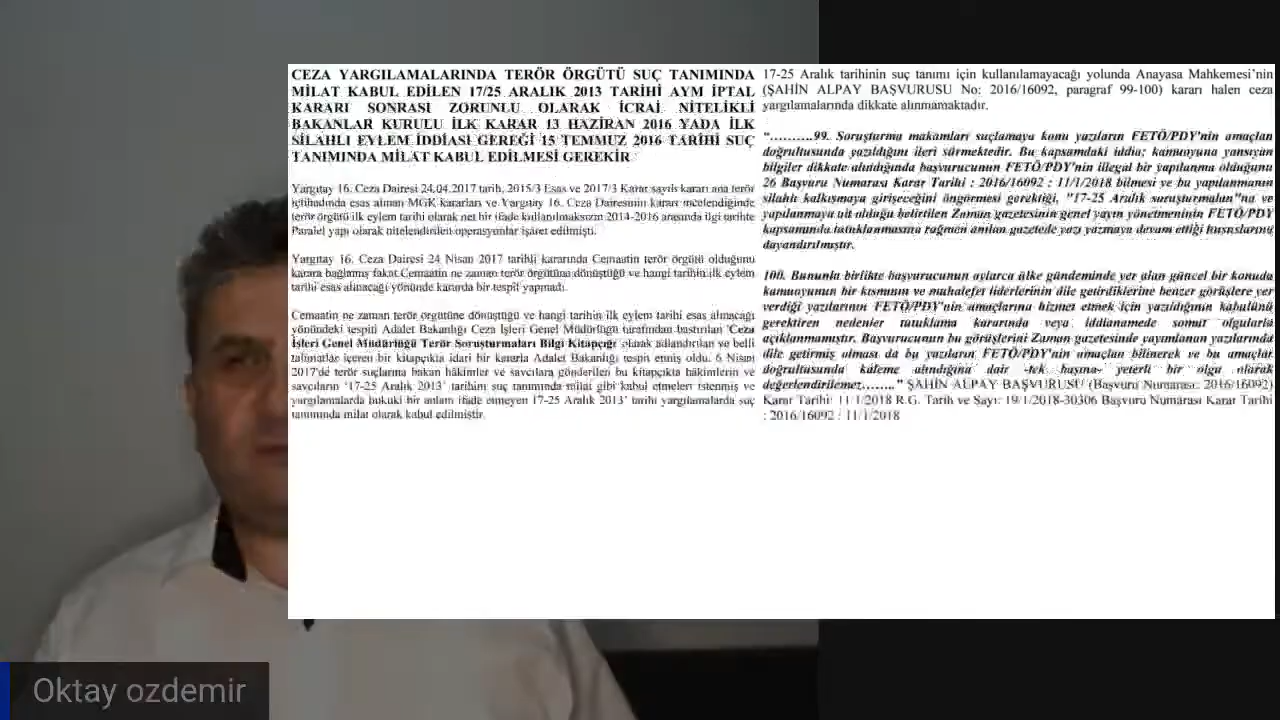 CEZA YARGILAMALARINDA TERÖR ÖRGÜTÜ SUÇ TANIMINDA
MİLAT KABUL EDİLEN 17/25 ARALIK 2013 TARİHİ AYM İPTAL
KARARI SONRASI ZORUNLU OLARAK İCRAİ NİTELİKLİ
BAKANLAR KURULU İLK KARAR 13 HAZİRAN 2016 YADA İLK
SİLAHLI EYLEM İDDİASI GEREĞİ 15 TEMMUZ 2016 TARİHİ SUÇ
TANIMINDA MİLAT KABUL EDİLMESİ GEREKİR
Yargıtay 16. Ceza Dairesi 24.04.2017 tarih, 2015/3 Esas ve 2017/3 Karar sayılı kararı ana terör
içtihadında esas alınan MGK kararları ve Yargıtay 16. Ceza Dairesinin kararı incelendiğinde
terör örgütü ilk eylem tarihi olarak net bir ifade kullanılmaksızın 2014-2016 arasında ilgi tarihte
Paralel yapı olarak nitelendirilen operasyonlar işaret edilmişti.
Yargıtay 16. Ceza Dairesi 24 Nisan 2017 tarihli kararında Cemaatin terör örgütü olduğunu
karara bağlamış fakat Cemaatin ne zaman terör örgütüne dönüştüğü ve hangi tarihin ilk eylem
tarihi esas alınacağı yönünde kararda bir tespit yapmadı.
Cemaatin ne zaman terör örgütüne dönüştüğü ve hangi tarihin ilk eylem tarihi esas alınacağı
yönündeki tespiti Adalet Bakanlığı Ceza İşleri Genel Müdürlüğü tarafından bastırılan 'Ceza
İşleri Genel Müdürlüğü Terör Soruşturmaları Bilgi Kitapçığı' olarak adlandırılan ve belli
talimatlar içeren bir kitapçıkta idari bir kararla Adalet Bakanlığı tespit etmiş oldu. 6 Nisan
2017'de terör suçlarına bakan hâkimler ve savcılara gönderilen bu kitapçıkta hâkimlerin ve
savcıların '17-25 Aralık 2013' tarihini suç tanımında milat gibi kabul etmeleri istenmiş ve
yargılamalarda hukuki bir anlam ifade etmeyen 17-25 Aralık 2013' tarihi yargılamalarda suç
tanımında milat olarak kabul edilmiştir.
17-25 Aralık tarihinin suç tanımı için kullanılamayacağı yolunda Anayasa Mahkemesi'nin
(ŞAHİN ALPAY BAŞVURUSU No: 2016/16092, paragraf 99-100) kararı halen ceza
yargılamalarında dikkate alınmamaktadır.
"..........99. Soruşturma makamları suçlamaya konu yazıların FETÖ/PDY'nin amaçları
doğrultusunda yazıldığını ileri sürmektedir. Bu kapsamdaki iddia; kamuoyuna yansıyan
bilgiler dikkate alındığında başvurucunun FETÖ/PDY'nin illegal bir yapılanma olduğunu
26 Başvuru Numarası Karar Tarihi : 2016/16092 : 11/1/2018 bilmesi ve bu yapılanmanın
silahlı kalkışmaya girişeceğini öngörmesi gerektiği, "17-25 Aralık soruşturmaları"na ve
yapılanmaya ait olduğu belirtilen Zaman gazetesinin genel yayın yönetmeninin FETÖ/PDY
kapsamında tutuklanmasına rağmen anılan gazetede yazı yazmaya devam ettiği hususlarına
dayandırılmıştır.
100. Bununla birlikte başvurucunun aylarca ülke gündeminde yer alan güncel bir konuda
kamuoyunun bir kısmının ve muhalefet liderlerinin dile getirdiklerine benzer görüşlere yer
verdiği yazılarının FETÖ/PDY'nin amaçlarına hizmet etmek için yazıldığının kabulünü
gerektiren nedenler tutuklama kararında veya iddianamede somut olgularla
açıklanmamıştır. Başvurucunun bu görüşlerini Zaman gazetesinde yayımlanan yazılarında
dile getirmiş olması da bu yazıların FETÖ/PDY'nin amaçları bilinerek ve bu amaçlar
doğrultusunda kaleme alındığına dair -tek başına- yeterli bir olgu olarak
değerlendirilemez........" ŞAHİN ALPAY BAŞVURUSU (Başvuru Numarası: 2016/16092)
Karar Tarihi: 11/1/2018 R.G. Tarih ve Sayı: 19/1/2018-30306 Başvuru Numarası Karar Tarihi
: 2016/16092 : 11/1/2018
Oktay ozdemir